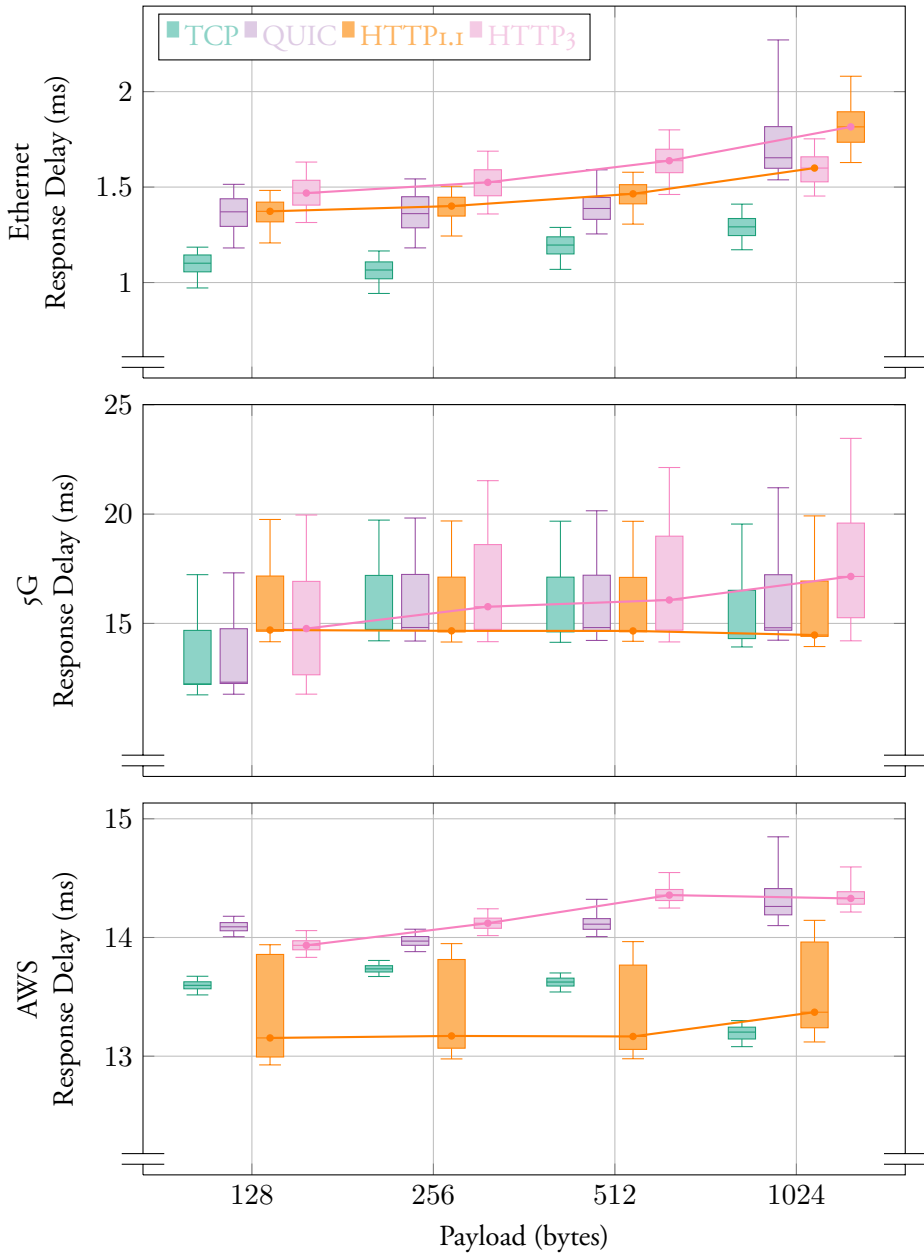 TCP QUIC HTTP1.1 HTTP3
2
1.5
1
Ethernet
Response Delay (ms)
25
20
15
5G
Response Delay (ms)
15
14
13
AWS
Response Delay (ms)
128 256 512 1024
Payload (bytes)